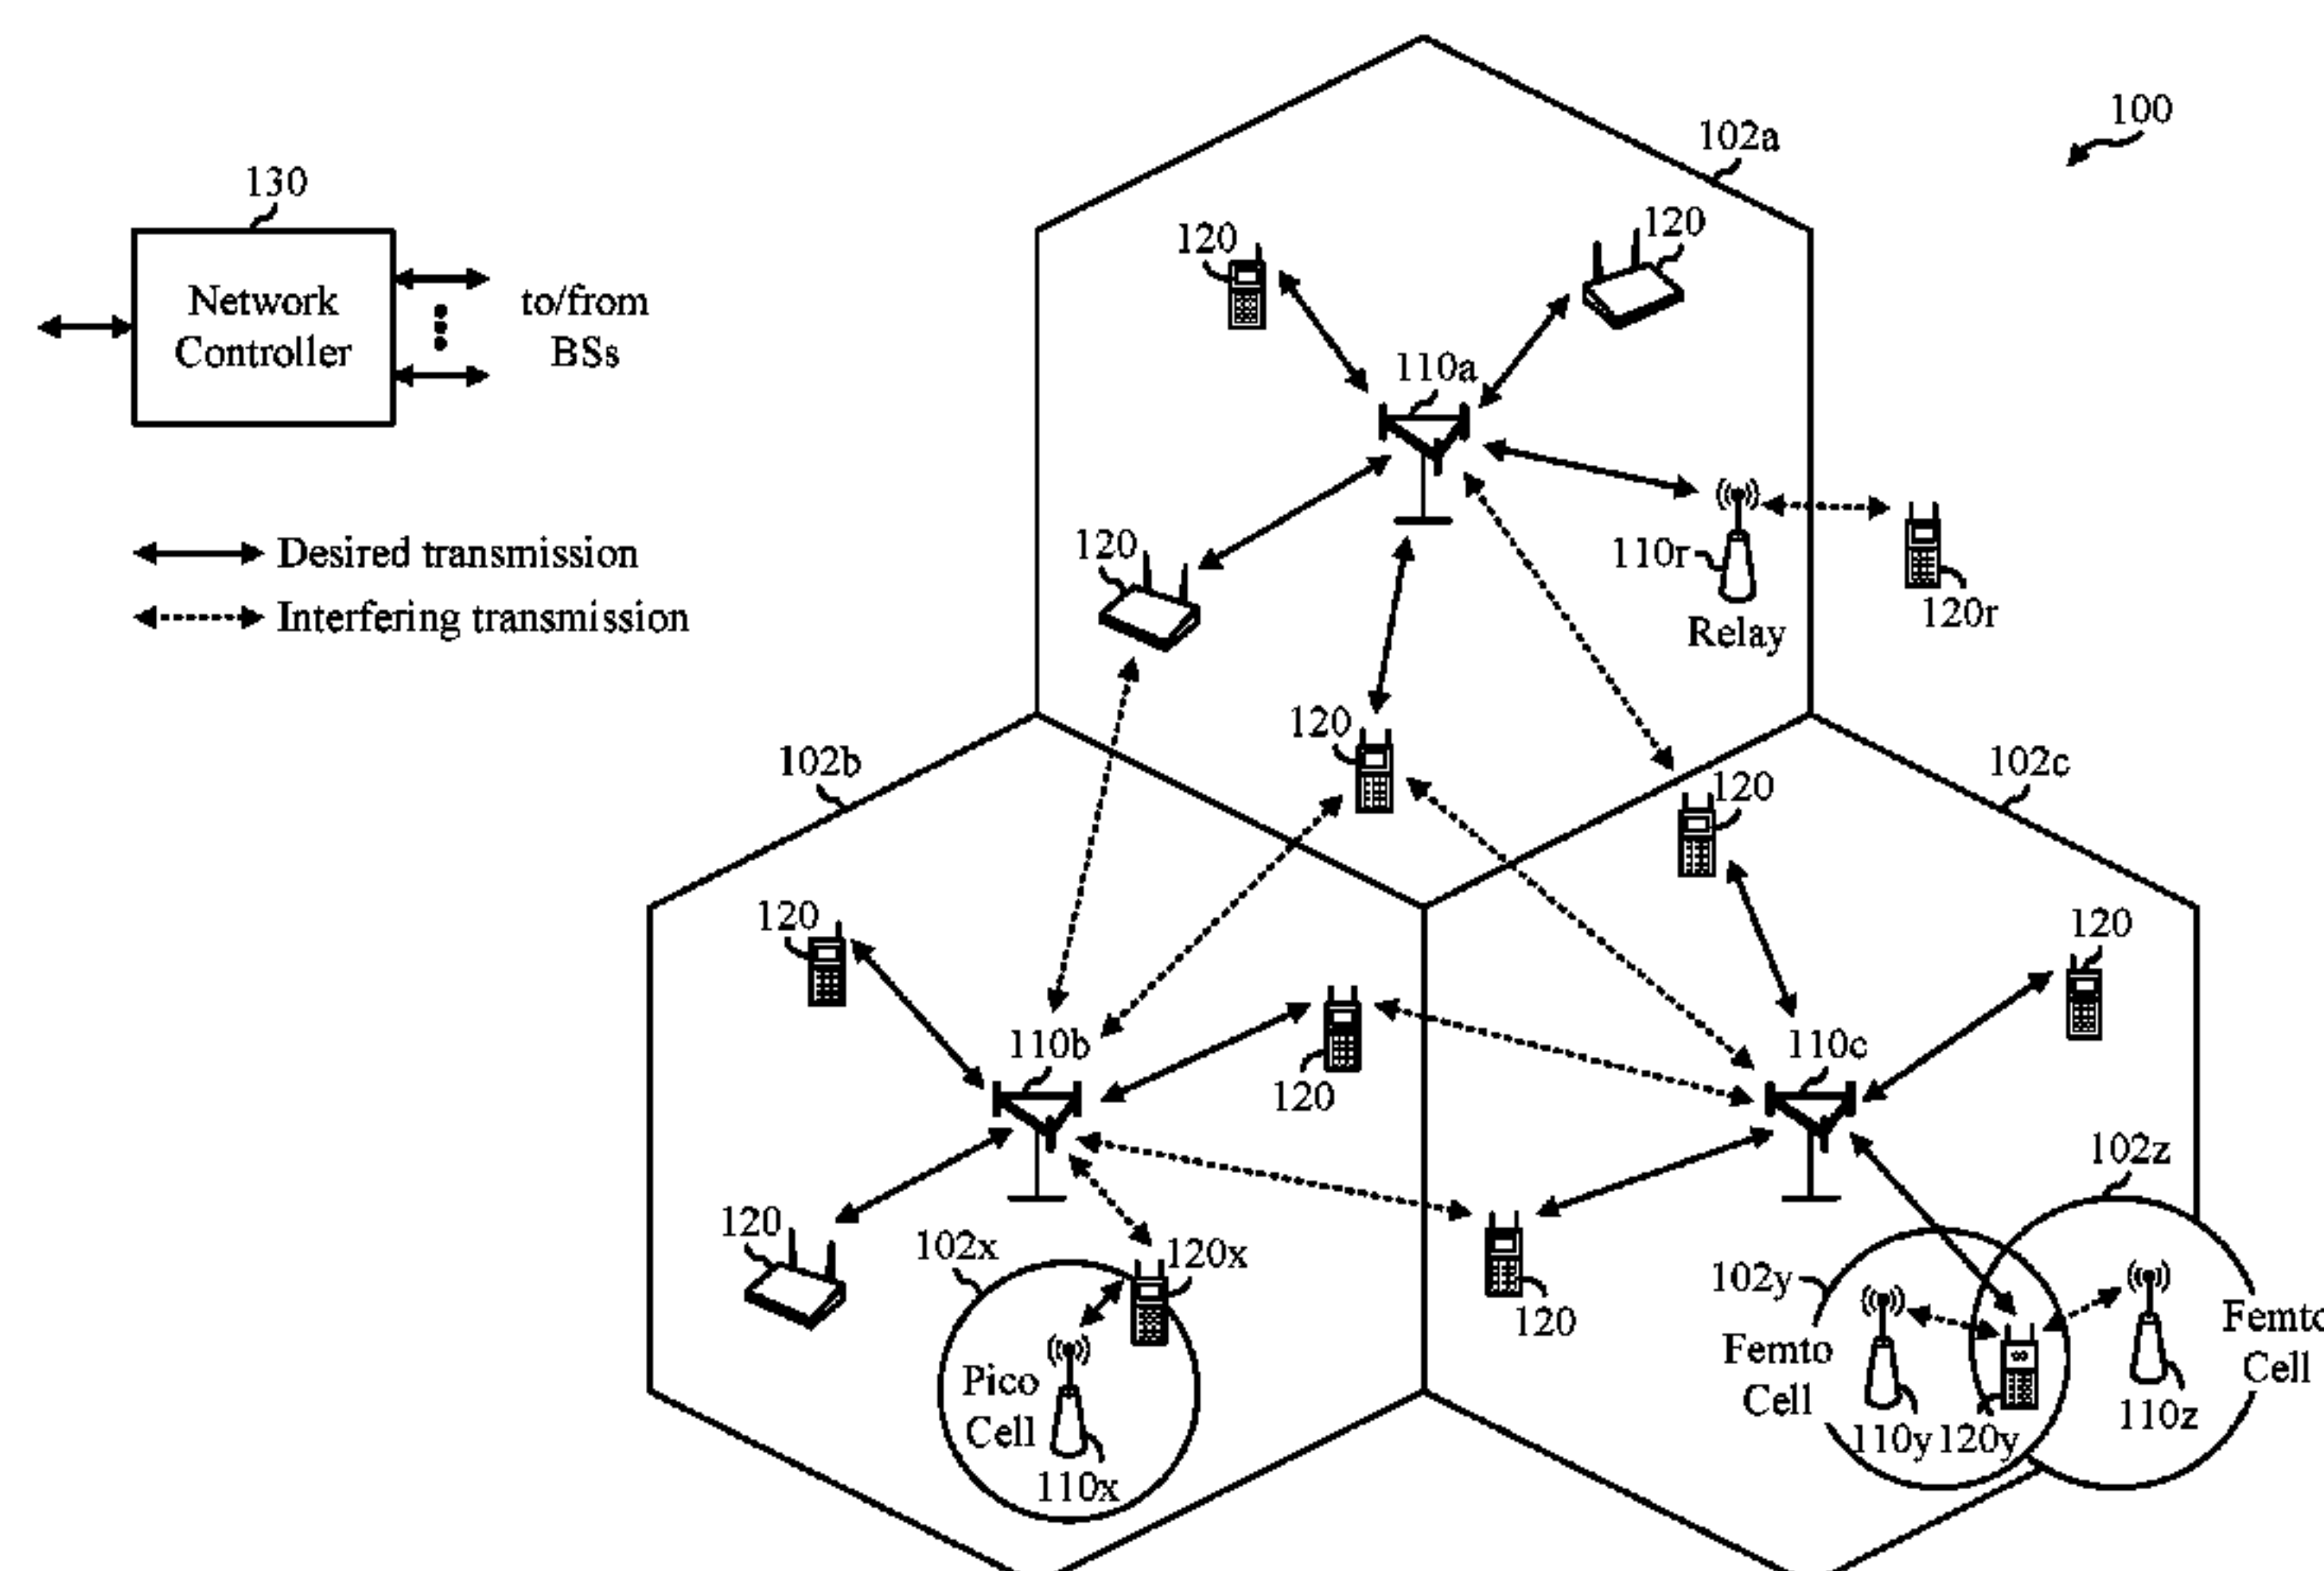 100
102a
130
120
120
Network
Controller
to/from
BSs
110a
Desired transmission
Interfering transmission
120
110r
Relay
120r
120
102b
102c
120
120
120
110b
120
110c
102z
120
102x
120x
102y
120
Femto
Cell
Femto
Cell
Pico
Cell
110y
120y
110z
110x